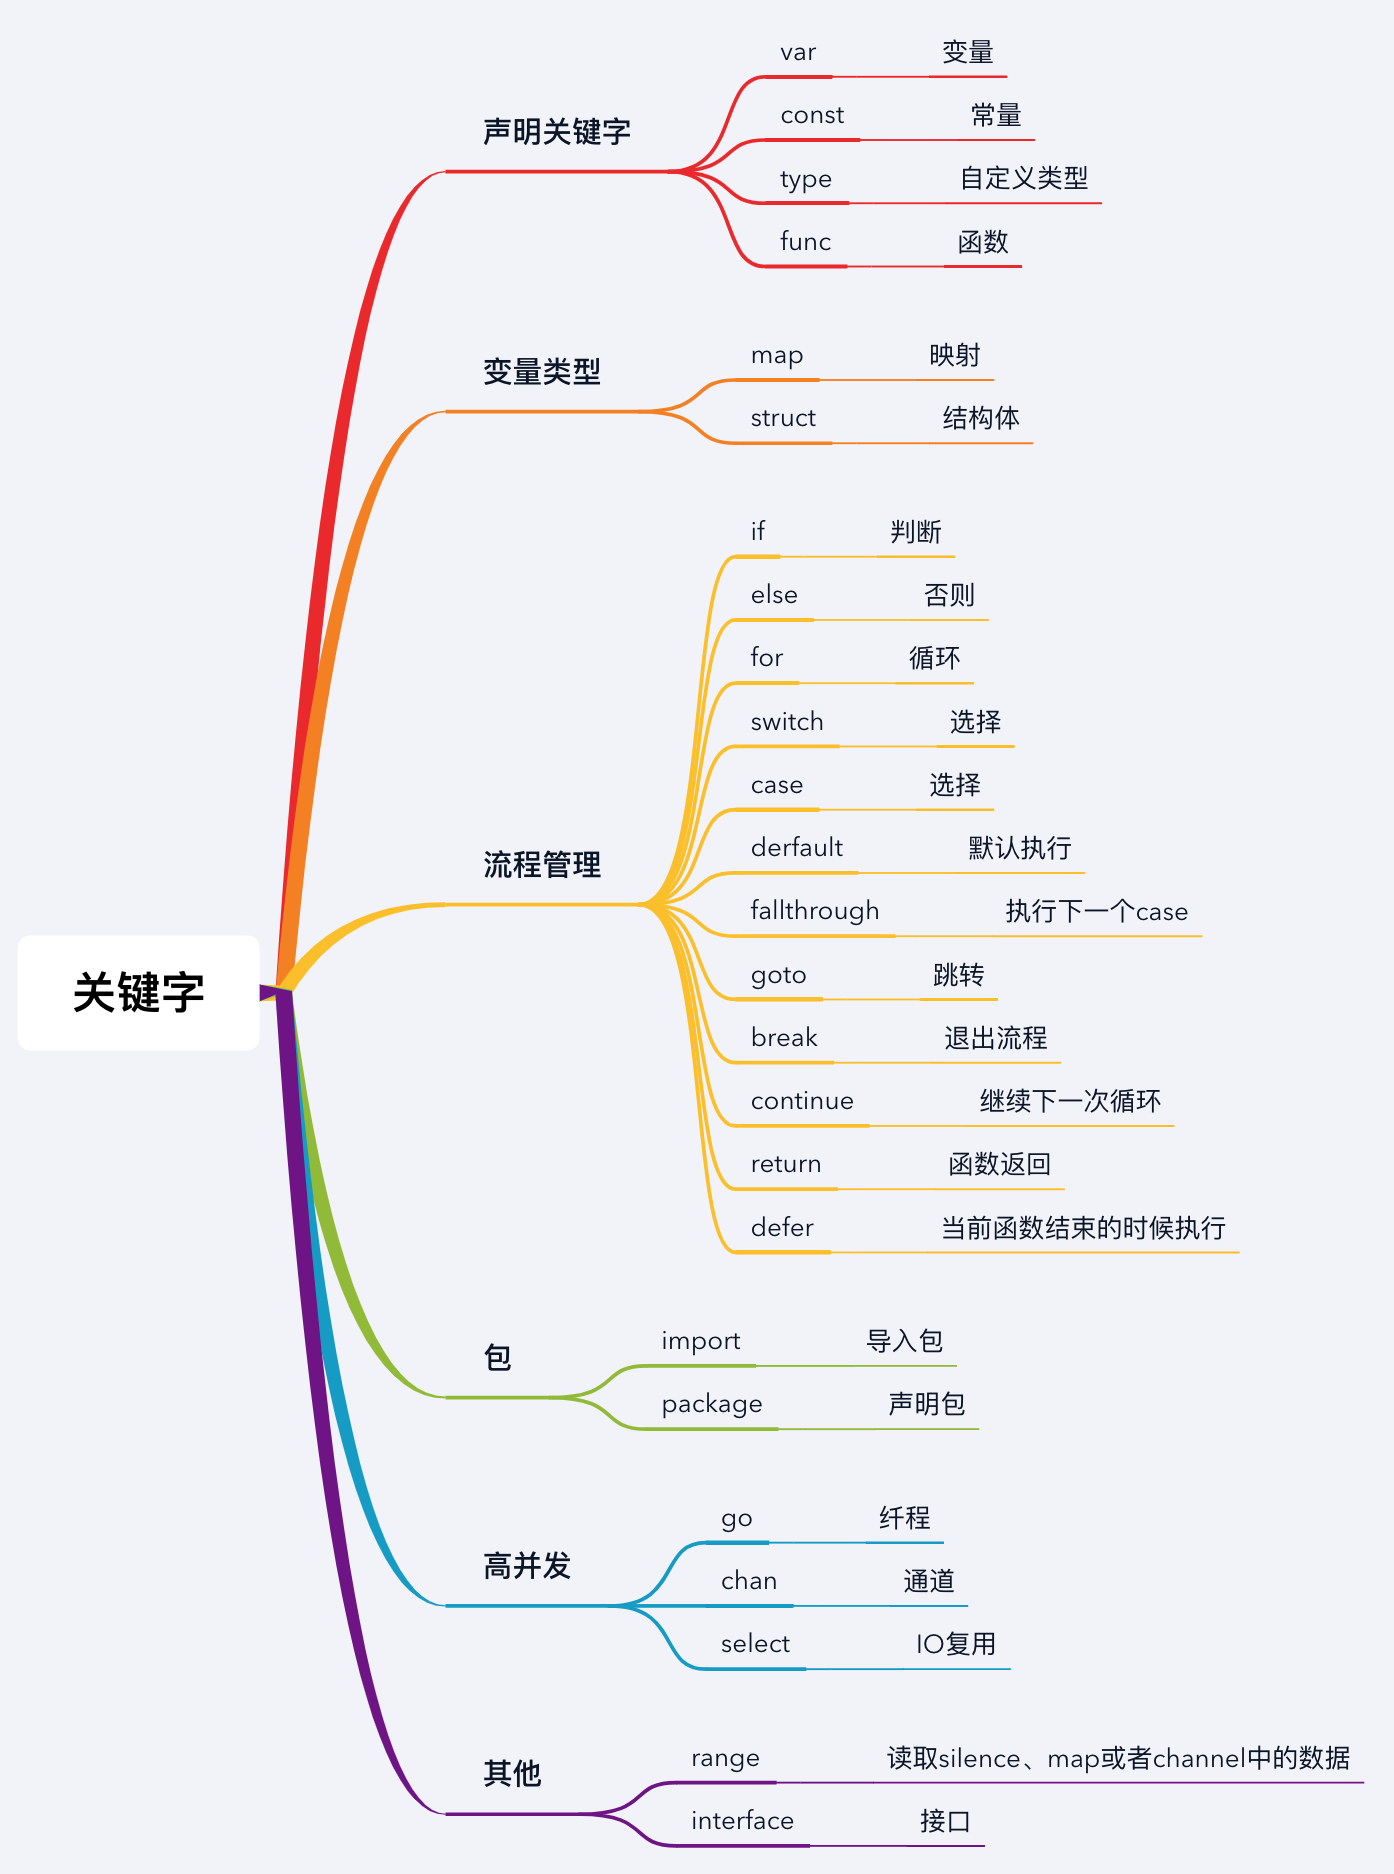 关键字
声明关键字
var 变量
const 常量
type 自定义类型
func 函数
变量类型
map 映射
struct 结构体
流程管理
if 判断
else 否则
for 循环
switch 选择
case 选择
derfault 默认执行
fallthrough 执行下一个case
goto 跳转
break 退出流程
continue 继续下一次循环
return 函数返回
defer 当前函数结束的时候执行
包
import 导入包
package 声明包
高并发
go 纤程
chan 通道
select IO复用
其他
range 读取silence、map或者channel中的数据
interface 接口